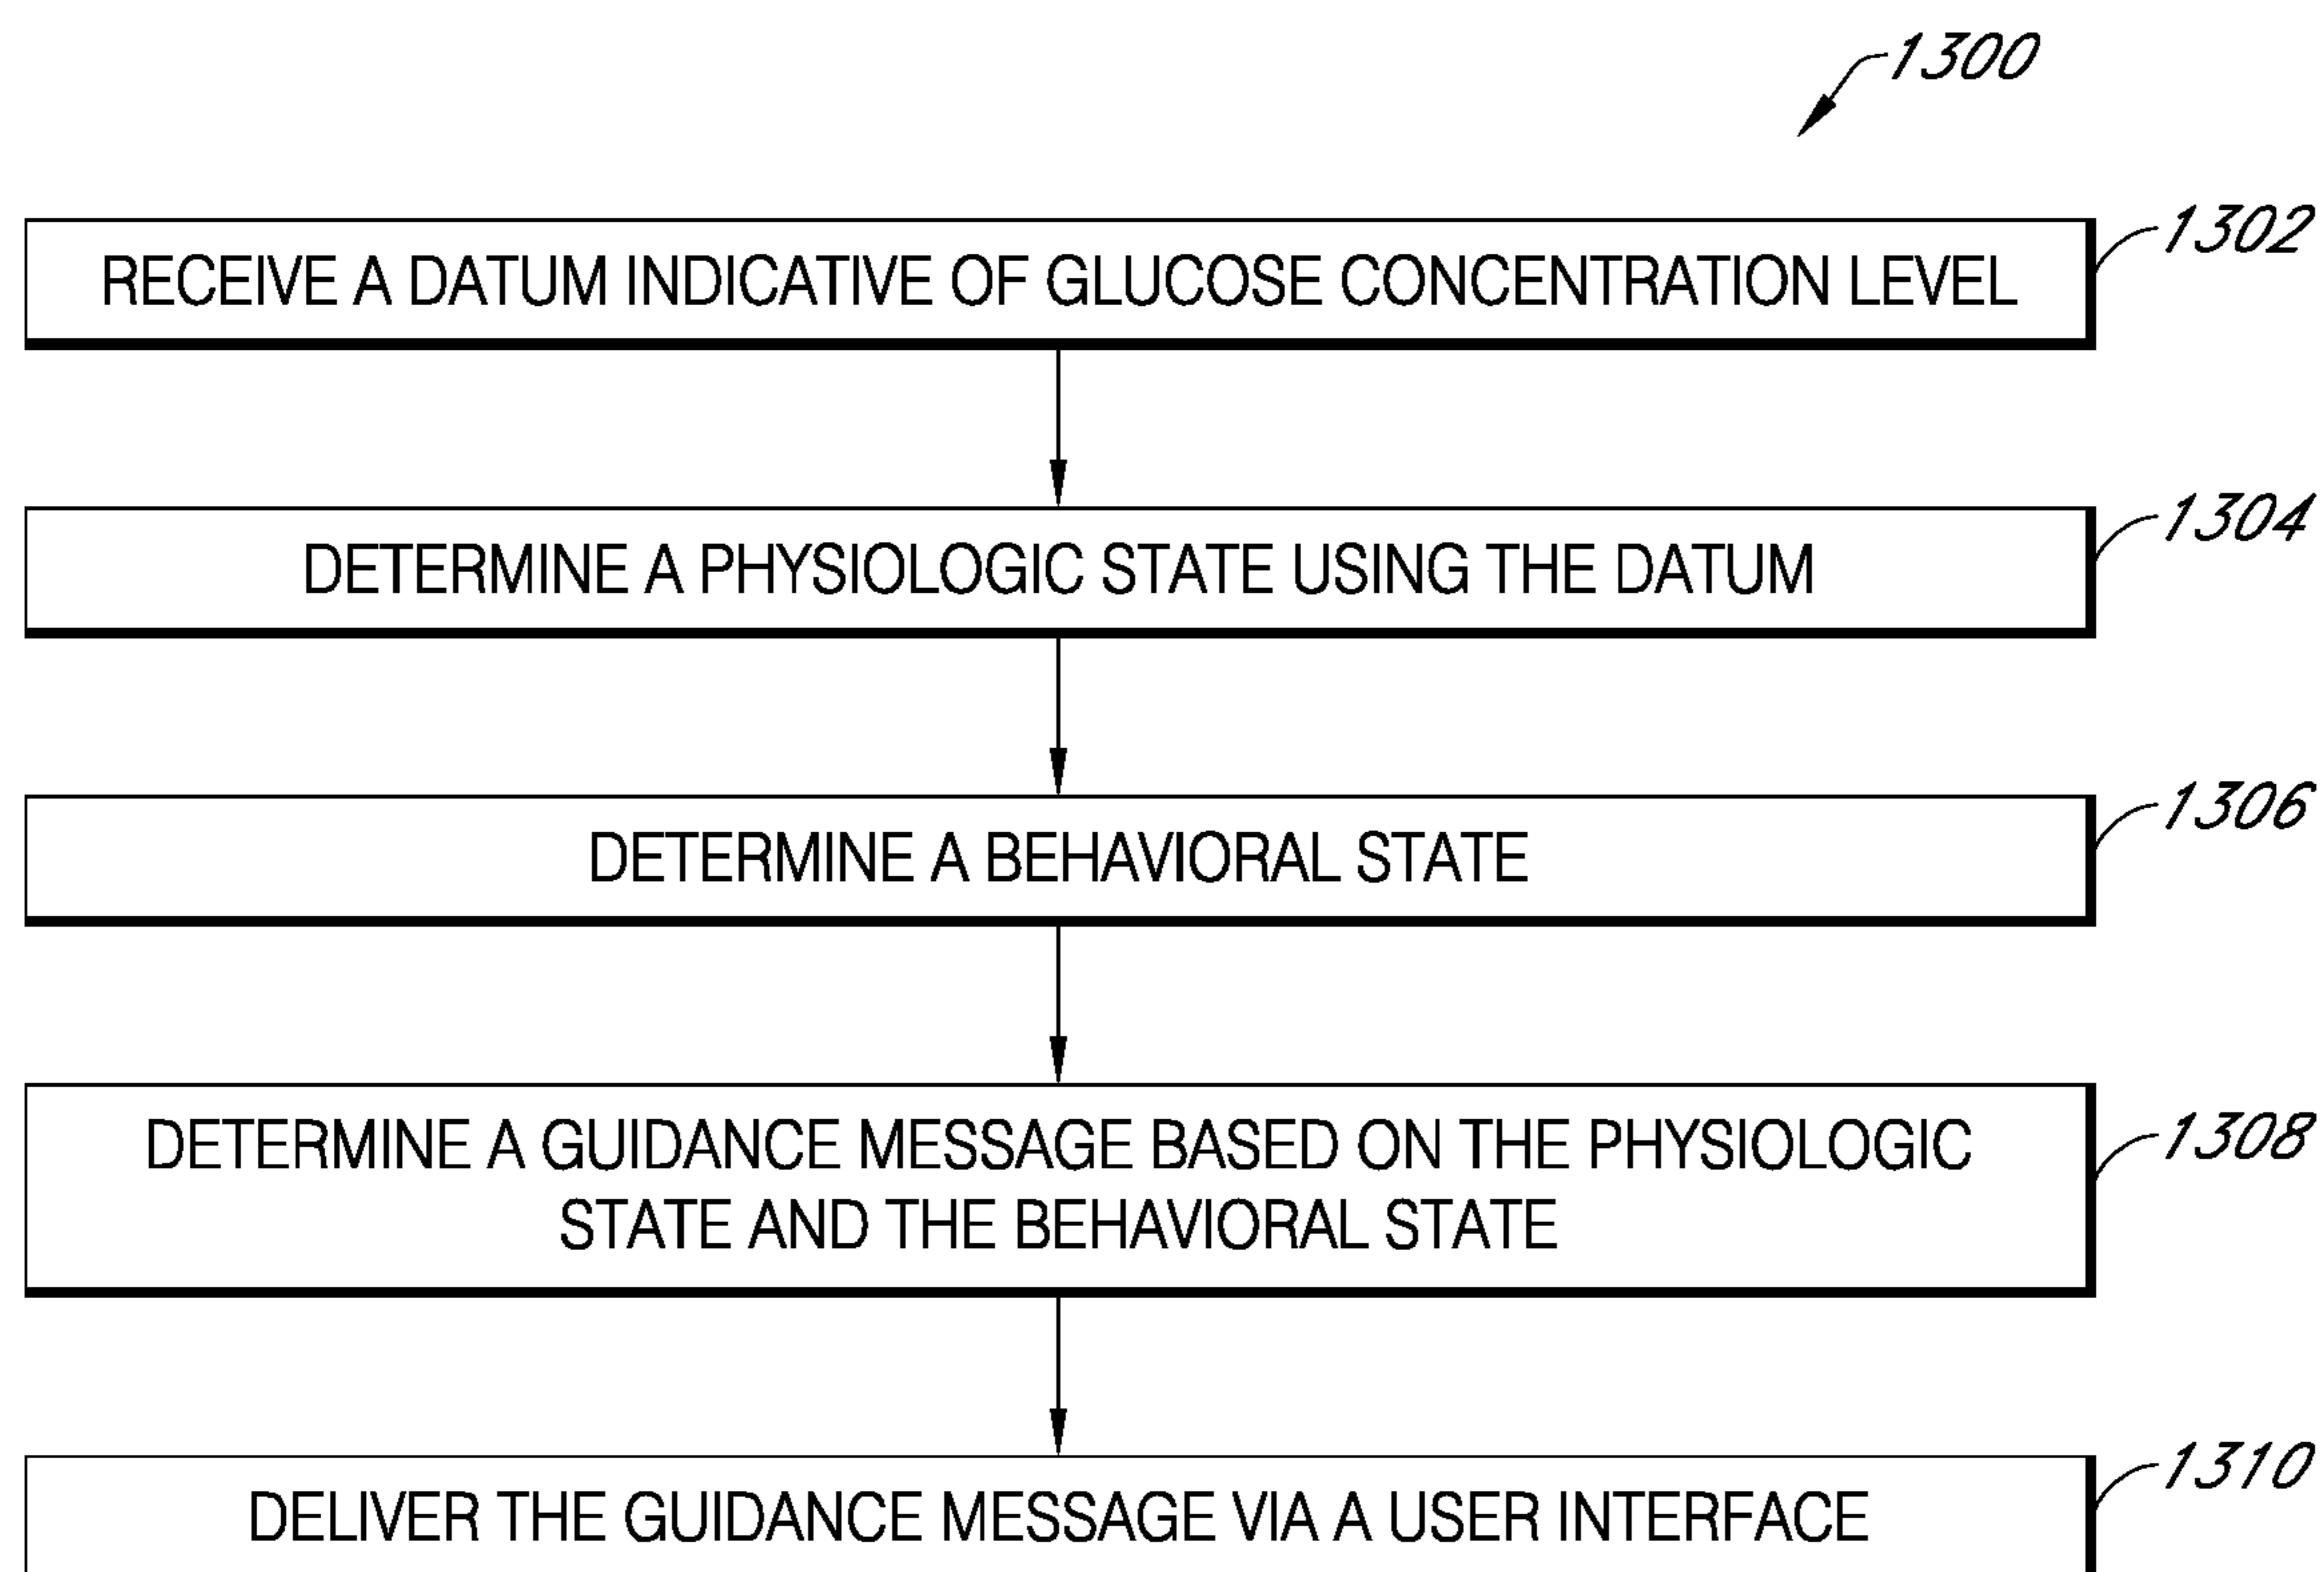 1300
RECEIVE A DATUM INDICATIVE OF GLUCOSE CONCENTRATION LEVEL
1302
DETERMINE A PHYSIOLOGIC STATE USING THE DATUM
1304
DETERMINE A BEHAVIORAL STATE
1306
DETERMINE A GUIDANCE MESSAGE BASED ON THE PHYSIOLOGIC
STATE AND THE BEHAVIORAL STATE
1308
DELIVER THE GUIDANCE MESSAGE VIA A USER INTERFACE
1310